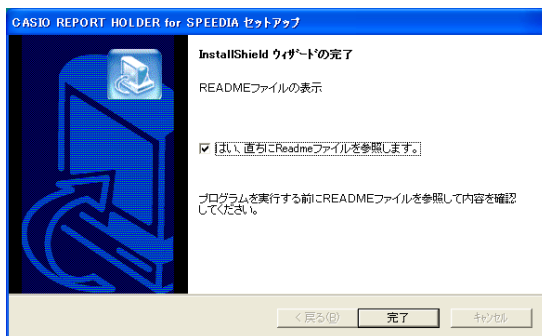 CASIO REPORT HOLDER for SPEEDIA セットアップ
InstallShield ウィザードの完了
READMEファイルの表示
はい、直ちにReadmeファイルを参照します。
プログラムを実行する前にREADMEファイルを参照して内容を確認
してください。
< 戻る(B)
完了
キャンセル